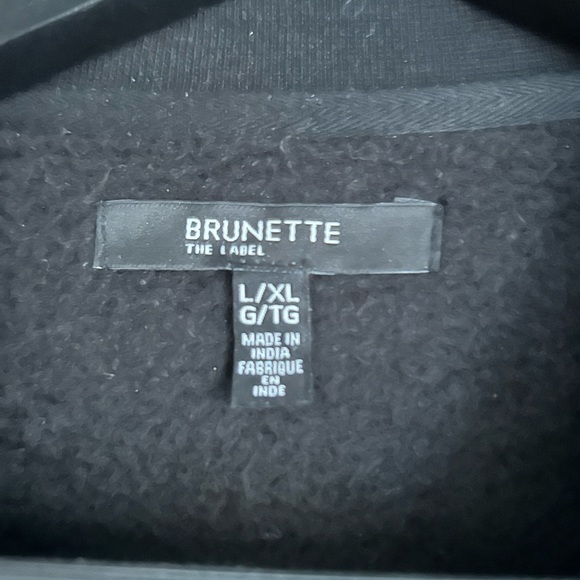 BRUNETTE
THE LABEL
L/XL
G/TG
MADE IN
INDIA
FABRIQUE
EN
INDE